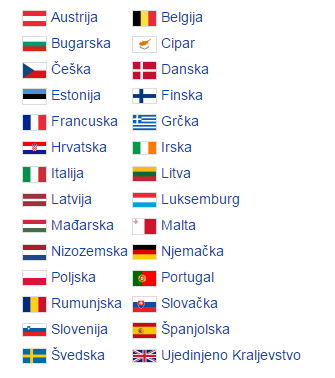 Austrija Belgija
Bugarska Cipar
Češka Danska
Estonija Finska
Francuska Grčka
Hrvatska Irska
Italija Litva
Latvija Luksemburg
Mađarska Malta
Nizozemska Njemačka
Poljska Portugal
Rumunjska Slovačka
Slovenija Španjolska
Švedska Ujedinjeno Kraljevstvo